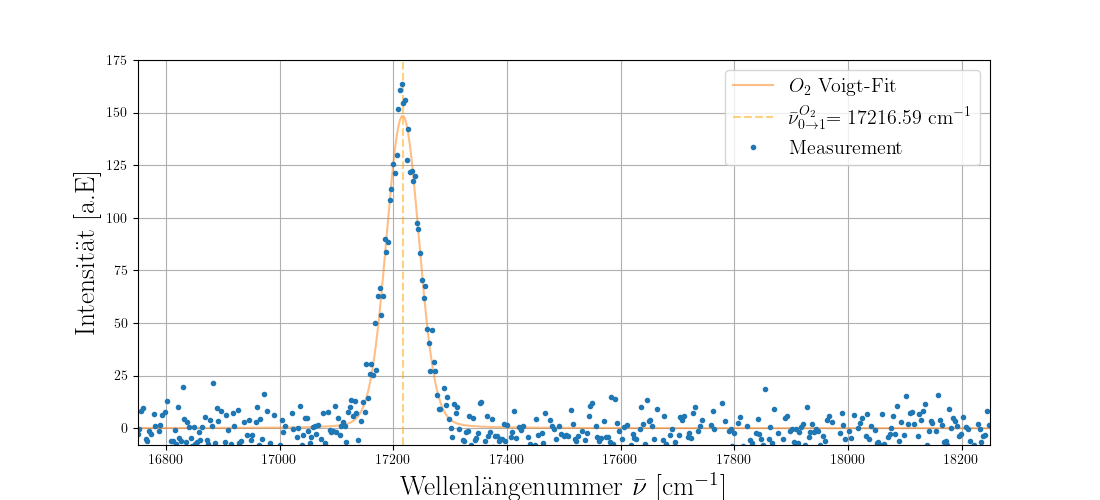 175
150
125
100
75
50
25
0
Intensität [a.E]
O₂ Voigt-Fit
ν̄₀→₁^O₂= 17216.59 cm⁻¹
Measurement
16800 17000 17200 17400 17600 17800 18000 18200
Wellenlängenummer ν̄ [cm⁻¹]